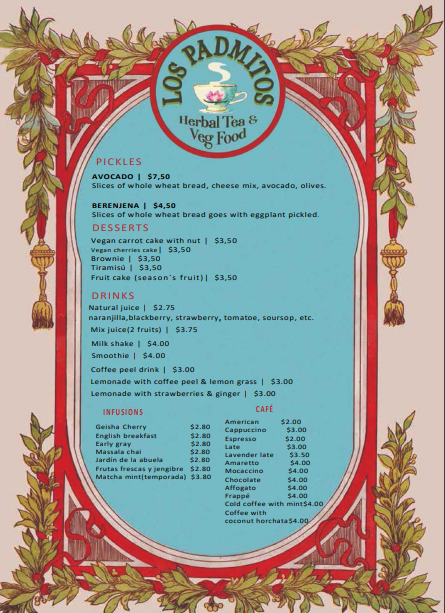 LOS PADMITOS
Herbal Tea &
Veg Food
PICKLES
AVOCADO | $7,50
Slices of whole wheat bread, cheese mix, avocado, olives.
BERENJENA | $4,50
Slices of whole wheat bread goes with eggplant pickled.
DESSERTS
Vegan carrot cake with nut | $3,50
Vegan cherries cake | $3,50
Brownie | $3,50
Tiramisú | $3,50
Fruit cake (season´s fruit) | $3,50
DRINKS
Natural juice | $2.75
naranjilla,blackberry, strawberry, tomatoe, soursop, etc.
Mix juice(2 fruits) | $3.75
Milk shake | $4.00
Smoothie | $4.00
Coffee peel drink | $3.00
Lemonade with coffee peel & lemon grass | $3.00
Lemonade with strawberries & ginger | $3.00
INFUSIONS
Geisha Cherry $2.80
English breakfast $2.80
Early gray $2.80
Massala chai $2.80
Jardín de la abuela $2.80
Frutas frescas y jengibre $2.80
Matcha mint(temporada) $3.80
CAFÉ
American $2.00
Cappuccino $3.00
Espresso $2.00
Late $3.00
Lavender late $3.50
Amaretto $4.00
Mocaccino $4.00
Chocolate $4.00
Affogato $4.00
Frappé $4.00
Cold coffee with mint$4.00
Coffee with
coconut horchata$4.00